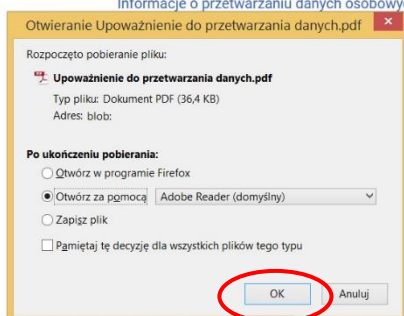 Informacje o przetwarzaniu danych osobowy
Otwieranie Upoważnienie do przetwarzania danych.pdf
Rozpoczęto pobieranie pliku:
Upoważnienie do przetwarzania danych.pdf
Typ pliku: Dokument PDF (36,4 KB)
Adres: blob:
Po ukończeniu pobierania:
Otwórz w programie Firefox
Otwórz za pomocą Adobe Reader (domyślny)
Zapisz plik
Pamiętaj tę decyzję dla wszystkich plików tego typu
OK Anuluj